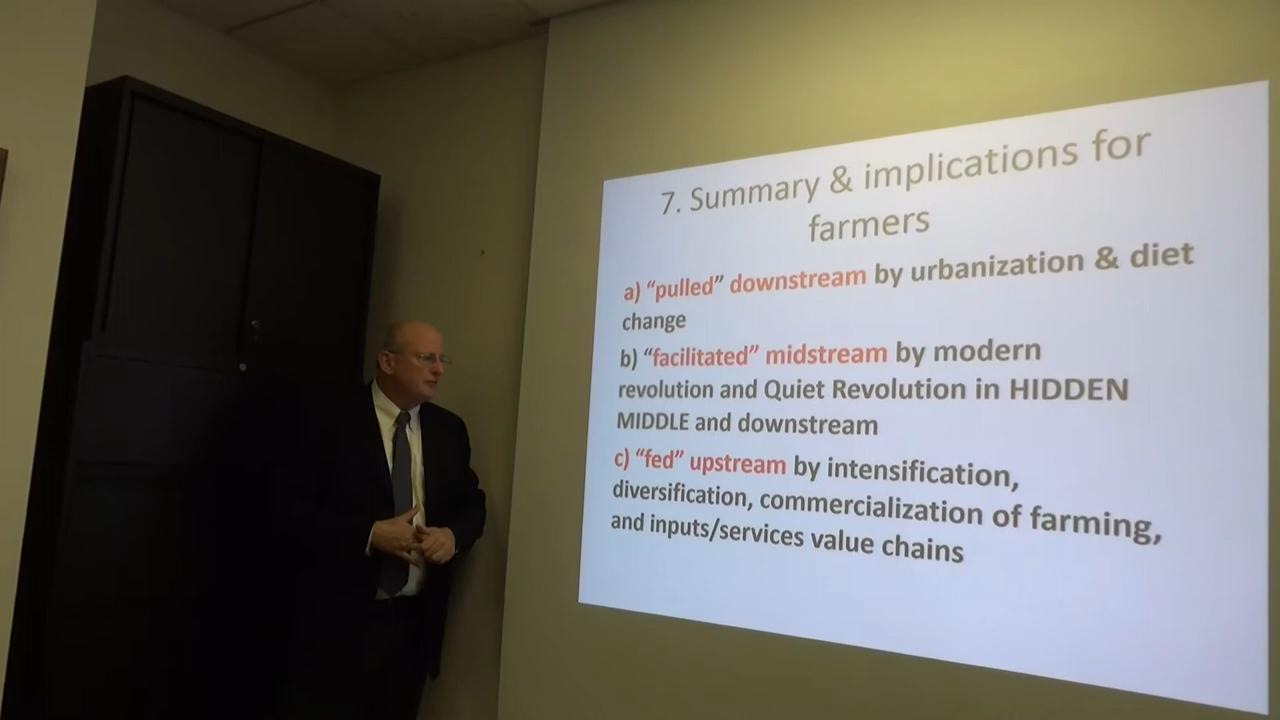 7. Summary & implications for
farmers
a) “pulled” downstream by urbanization & diet
change
b) “facilitated” midstream by modern
revolution and Quiet Revolution in HIDDEN
MIDDLE and downstream
c) “fed” upstream by intensification,
diversification, commercialization of farming,
and inputs/services value chains